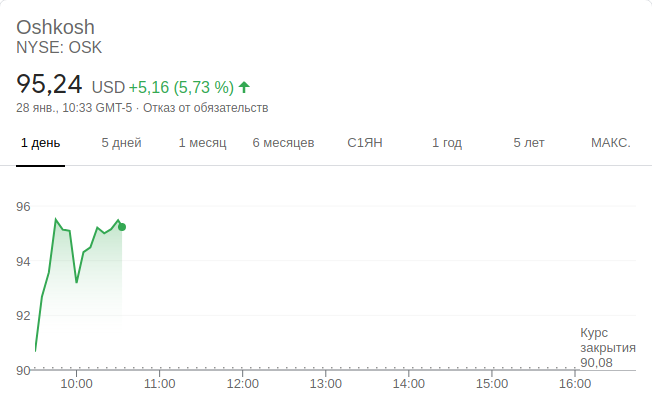 Oshkosh
NYSE: OSK
95,24 USD +5,16 (5,73 %)
28 янв., 10:33 GMT-5 · Отказ от обязательств
1 день 5 дней 1 месяц 6 месяцев С1ЯН 1 год 5 лет МАКС.
96
94
92
Курс
закрытия
90,08
90
10:00 11:00 12:00 13:00 14:00 15:00 16:00